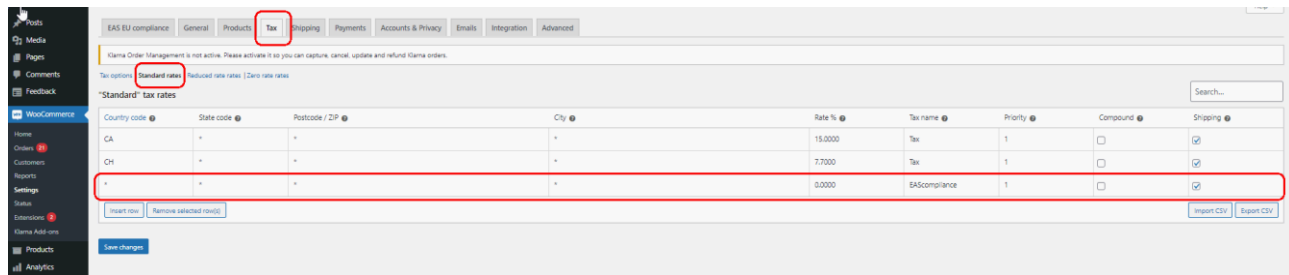 Posts
Media
Pages
Comments
Feedback
WooCommerce
Home
Orders 21
Customers
Reports
Settings
Status
Extensions 2
Klarna Add-ons
Products
Analytics
EAS EU compliance General Products Tax Shipping Payments Accounts & Privacy Emails Integration Advanced
Klarna Order Management is not active. Please activate it so you can capture, cancel, update and refund Klarna orders.
Tax options | Standard rates | Reduced rate rates | Zero rate rates
"Standard" tax rates
Search...
Country code State code Postcode / ZIP City Rate % Tax name Priority Compound Shipping
CA * * * 15.0000 Tax 1
CH * * * 7.7000 Tax 1
* * * * 0.0000 EAScompliance 1
Insert row Remove selected row(s) Import CSV Export CSV
Save changes